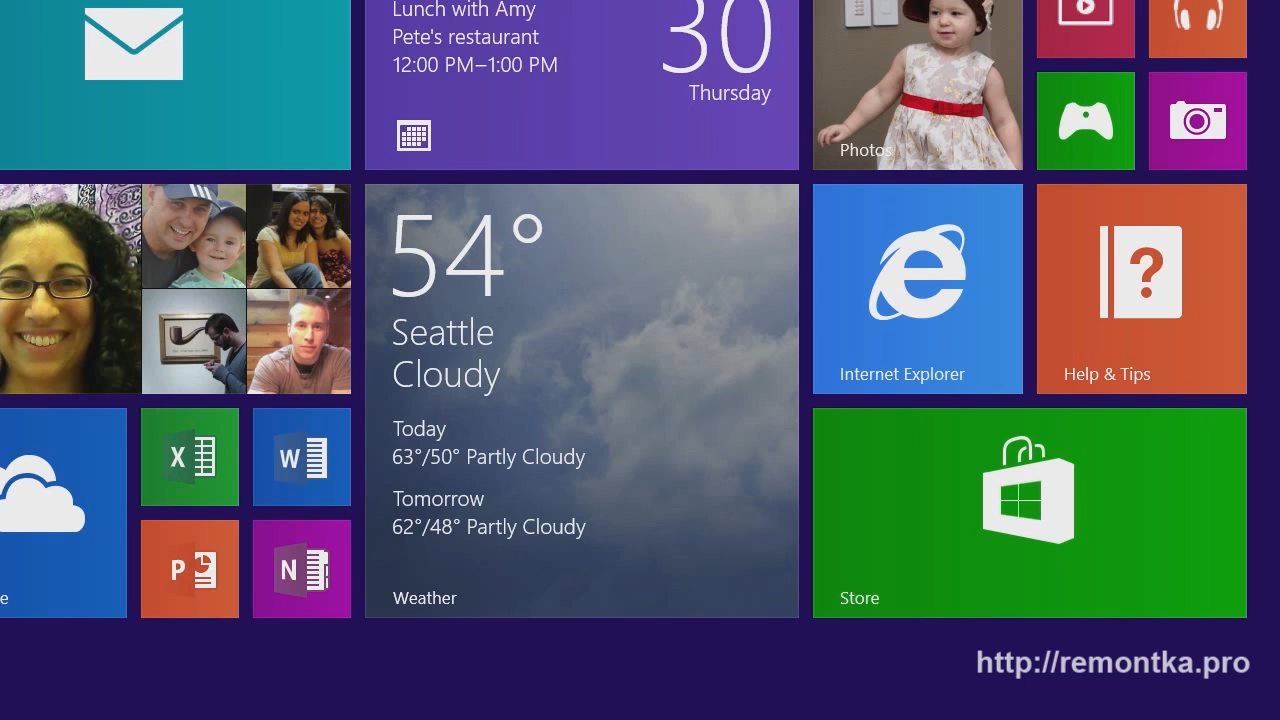 Lunch with Amy
Pete's restaurant
12:00 PM–1:00 PM
30
Thursday
Photos
54°
Seattle
Cloudy
Today
63°/50° Partly Cloudy
Tomorrow
62°/48° Partly Cloudy
Weather
Internet Explorer
?
Help & Tips
X
W
P
N
e
Store
http://remontka.pro